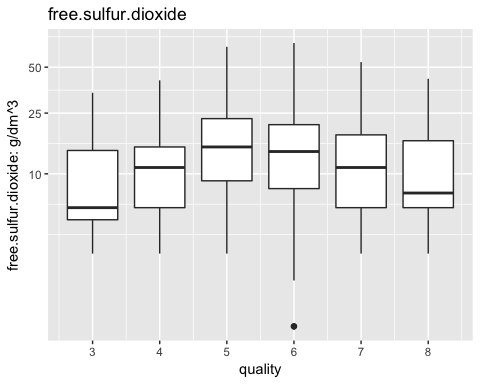 free.sulfur.dioxide
free.sulfur.dioxide: g/dm^3
50
25
10
3 4 5 6 7 8
quality